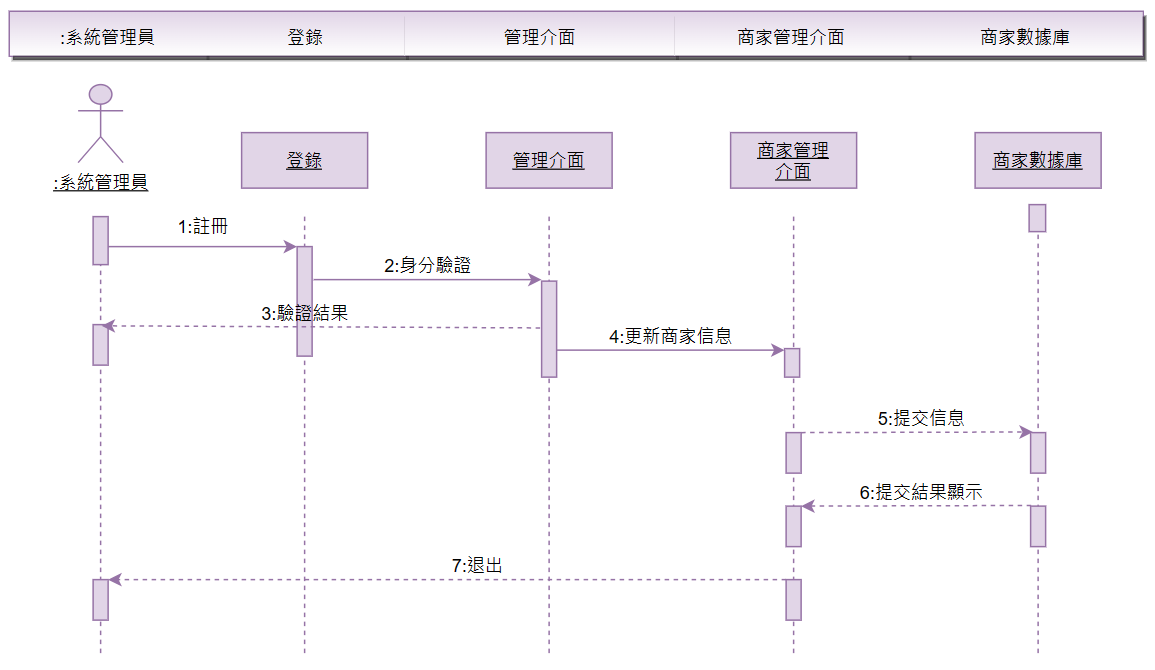 :系統管理員
登錄
管理介面
商家管理介面
商家數據庫
:系統管理員
登錄
管理介面
商家管理
介面
商家數據庫
1:註冊
2:身分驗證
3:驗證結果
4:更新商家信息
5:提交信息
6:提交結果顯示
7:退出